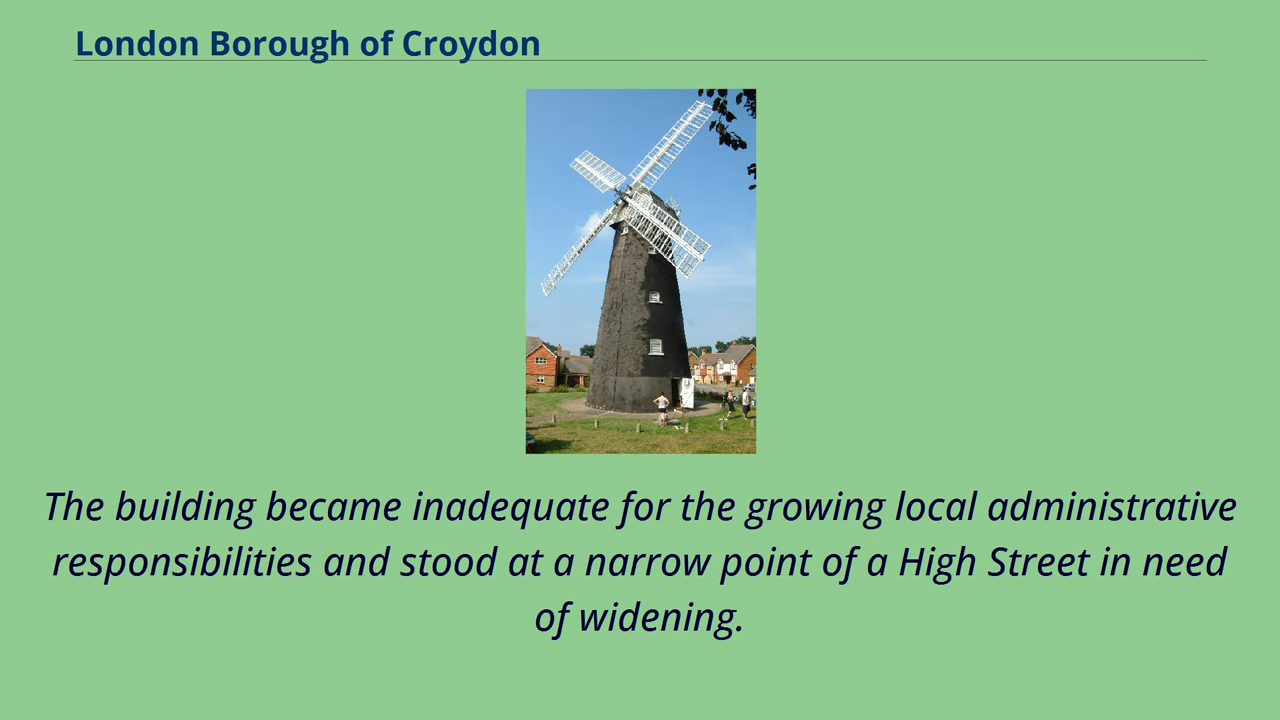 London Borough of Croydon
The building became inadequate for the growing local administrative
responsibilities and stood at a narrow point of a High Street in need
of widening.